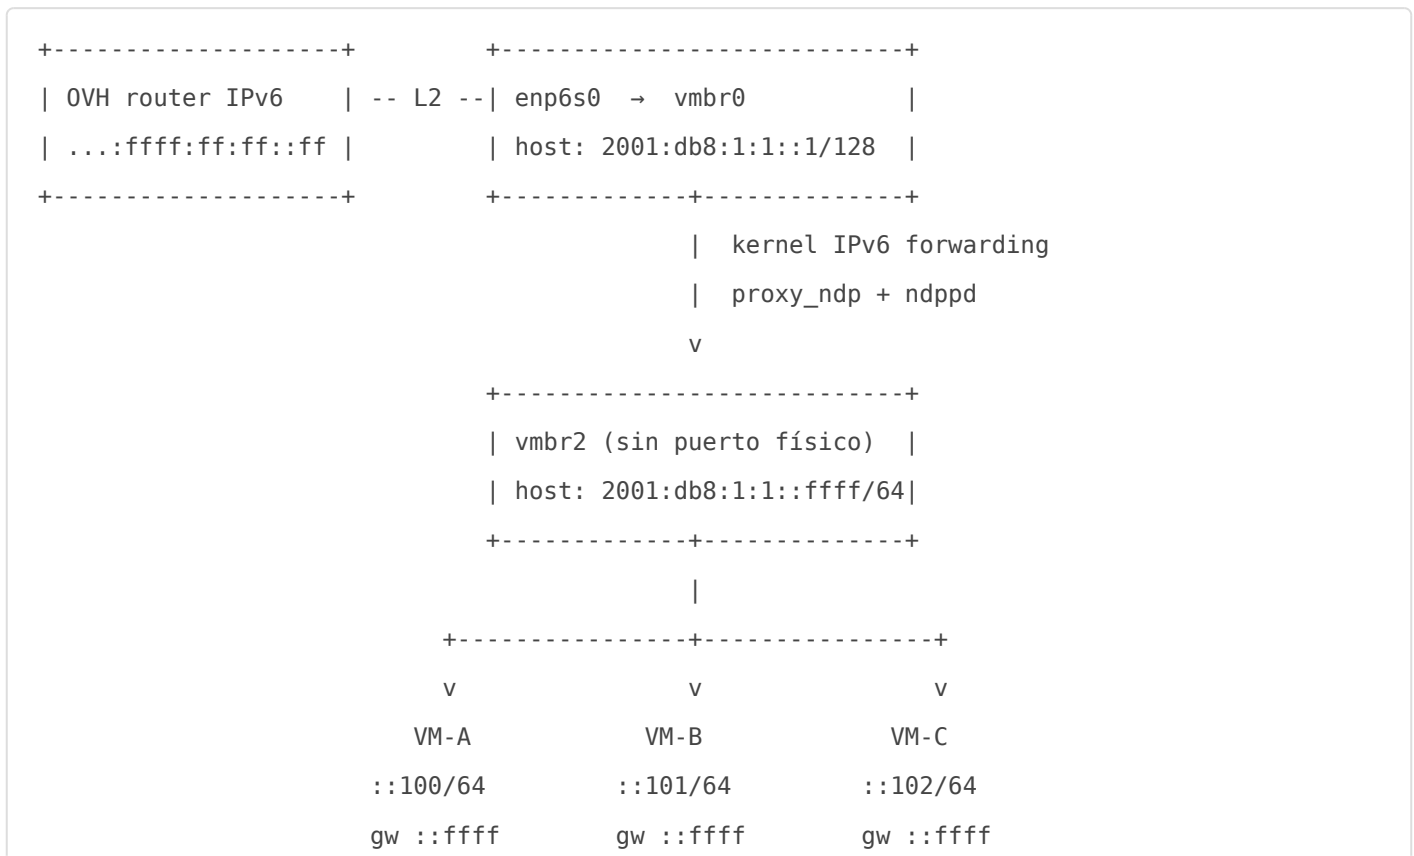 +-------------------+         +----------------------------+
| OVH router IPv6    | -- L2 --| enp6s0  →  vmbr0           |
| ...:ffff:ff:ff::ff |         | host: 2001:db8:1:1::1/128  |
+-------------------+         +-------------+--------------+
                                             |  kernel IPv6 forwarding
                                             |  proxy_ndp + ndppd
                                             v
                              +----------------------------+
                              | vmbr2 (sin puerto físico)  |
                              | host: 2001:db8:1:1::ffff/64|
                              +-------------+--------------+
                                             |
                           +----------------+----------------+
                           v                v                v
                         VM-A            VM-B             VM-C
                      ::100/64         ::101/64         ::102/64
                      gw ::ffff        gw ::ffff        gw ::ffff